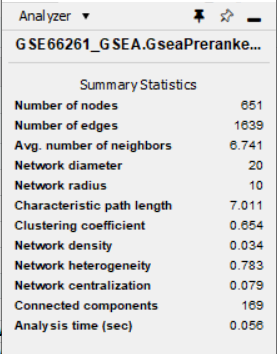 Analyzer ▼
GSE66261_GSEA.GseaPreranke...
Summary Statistics
Number of nodes 651
Number of edges 1639
Avg. number of neighbors 6.741
Network diameter 20
Network radius 10
Characteristic path length 7.011
Clustering coefficient 0.654
Network density 0.034
Network heterogeneity 0.783
Network centralization 0.079
Connected components 169
Analysis time (sec) 0.056